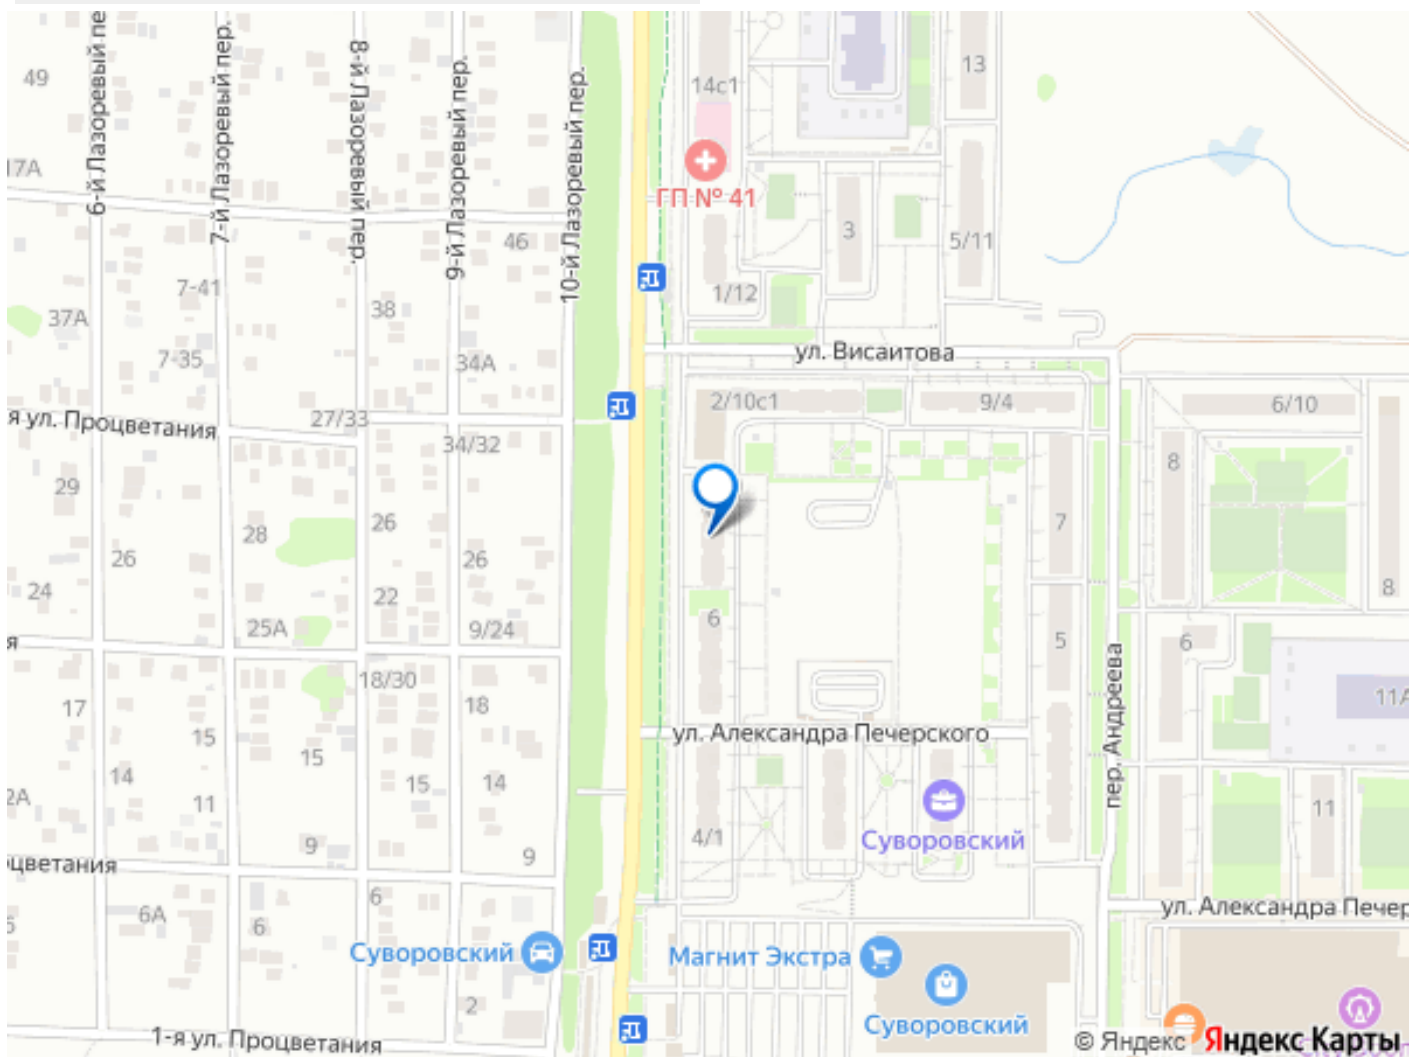 6-й Лазоревый пе
7-й Лазоревый пер.
8-й Лазоревый пер.
9-й Лазоревый пер.
10-й Лазоревый пер.
49
14с1
13
17А
ГП № 41
3
5/11
46
7-41
1/12
37А
38
7-35
34А
ул. Висаитова
2/10с1
9/4
6/10
я ул. Процветания
27/33
34/32
8
29
28
26
7
26
26
24
22
8
25А
9/24
6
5
6
я
18/30
17
18
11А
15
ул. Александра Печерского
пер. Андреева
15
14
15
14
2А
11
11
Суворовский
9
4/1
9
цветания
6
6А
6
5
ул. Александра Печер
Суворовский
Магнит Экстра
2
Суворовский
1-я ул. Процветания
© Яндекс
Яндекс Карты